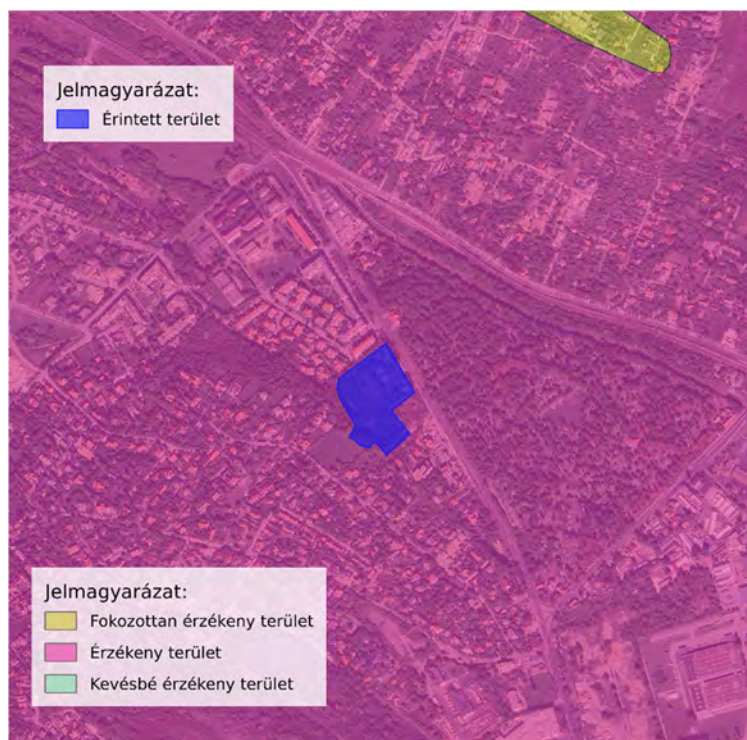 Jelmagyarázat:
Érintett terület
Jelmagyarázat:
Fokozottan érzékeny terület
Érzékeny terület
Kevésbé érzékeny terület